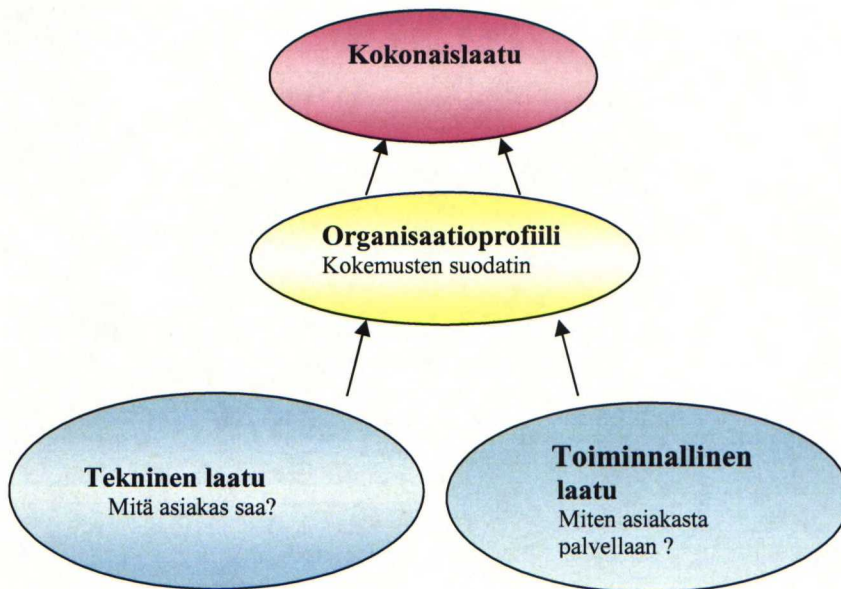 Kokonaislaatu
Organisaatioprofiili
Kokemusten suodatin
Tekninen laatu
Mitä asiakas saa?
Toiminnallinen
laatu
Miten asiakasta
palvellaan ?